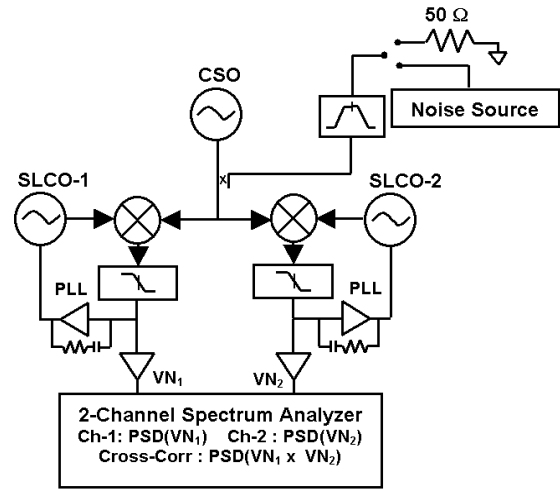 50 Ω
CSO
Noise Source
x
SLCO-1
SLCO-2
PLL
PLL
VN₁
VN₂
2-Channel Spectrum Analyzer
Ch-1: PSD(VN₁) Ch-2 : PSD(VN₂)
Cross-Corr : PSD(VN₁ x VN₂)